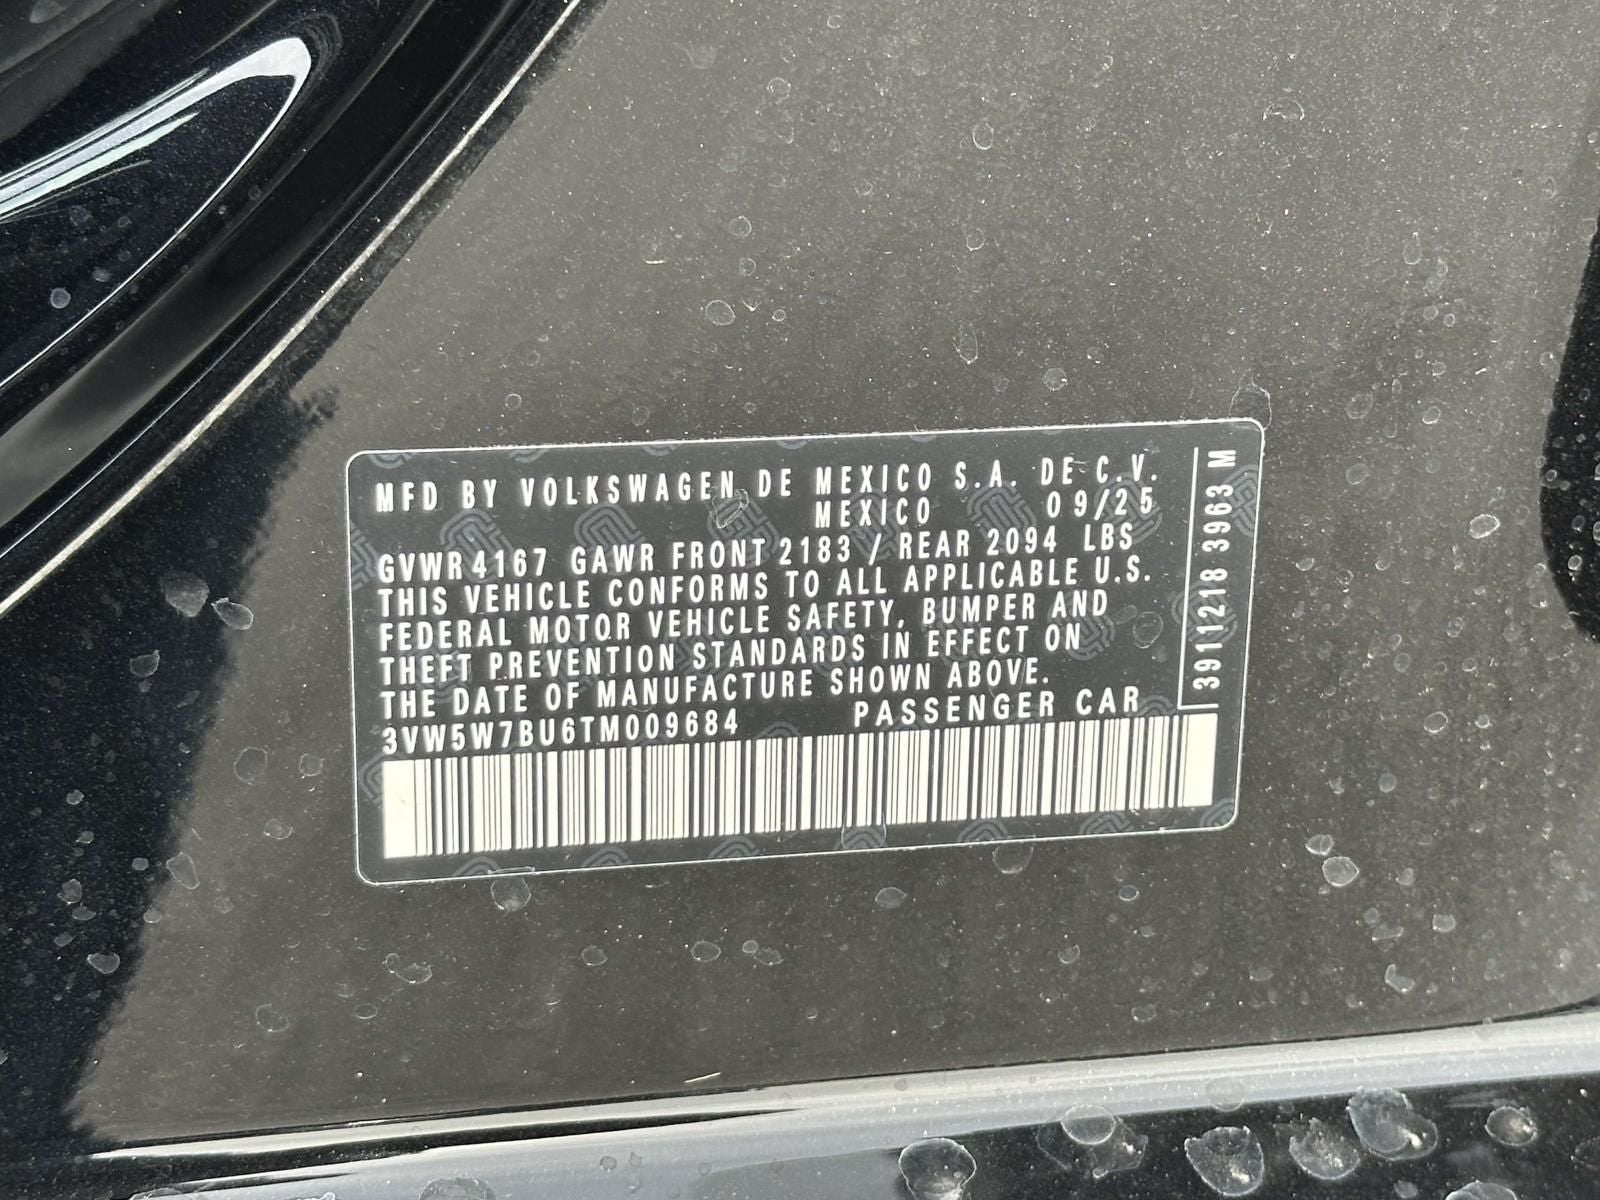 MFD BY VOLKSWAGEN DE MEXICO S.A. DE C.V.
MEXICO 09/25
GVWR 4167 GAWR FRONT 2183 / REAR 2094 LBS
THIS VEHICLE CONFORMS TO ALL APPLICABLE U.S.
FEDERAL MOTOR VEHICLE SAFETY, BUMPER AND
THEFT PREVENTION STANDARDS IN EFFECT ON
THE DATE OF MANUFACTURE SHOWN ABOVE.
3VW5W7BU6TM009684 PASSENGER CAR
3911218 3963 M